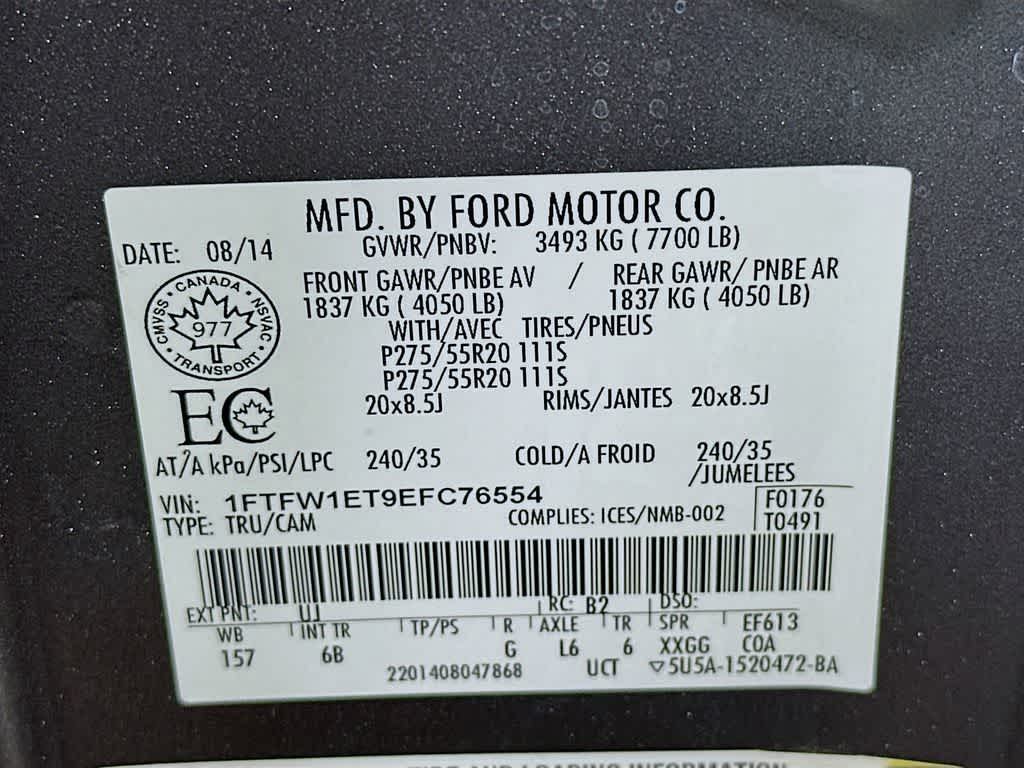 MFD. BY FORD MOTOR CO.
DATE: 08/14 GVWR/PNBV: 3493 KG ( 7700 LB)
FRONT GAWR/PNBE AV / REAR GAWR/ PNBE AR
1837 KG ( 4050 LB) 1837 KG ( 4050 LB)
WITH/AVEC TIRES/PNEUS
P275/55R20 111S
P275/55R20 111S
20x8.5J RIMS/JANTES 20x8.5J
CANADA
CMVSS NSVAC
977
TRANSPORT
EC
AT/A kPa/PSI/LPC 240/35 COLD/A FROID 240/35
/JUMELEES
VIN: 1FTFW1ET9EFC76554 F0176
TYPE: TRU/CAM COMPLIES: ICES/NMB-002 T0491
EXT PNT: UJ RC: B2 DSO:
WB INT TR TP/PS R AXLE TR SPR EF613
157 6B G L6 6 XXGG COA
2201408047868 UCT ▽5U5A-1520472-BA
TIRE AND LOADING INFORMATION